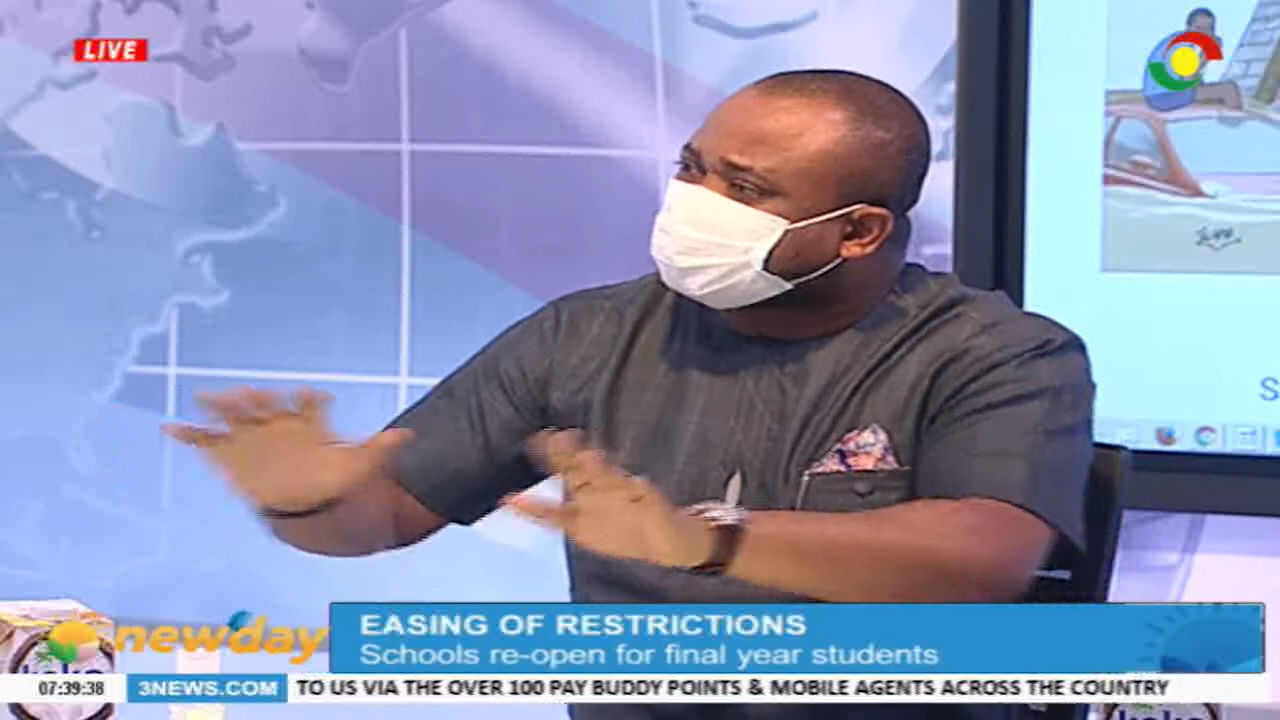 LIVE
S
newday
EASING OF RESTRICTIONS
Schools re-open for final year students
07:39:38
3NEWS.COM
TO US VIA THE OVER 100 PAY BUDDY POINTS & MOBILE AGENTS ACROSS THE COUNTRY